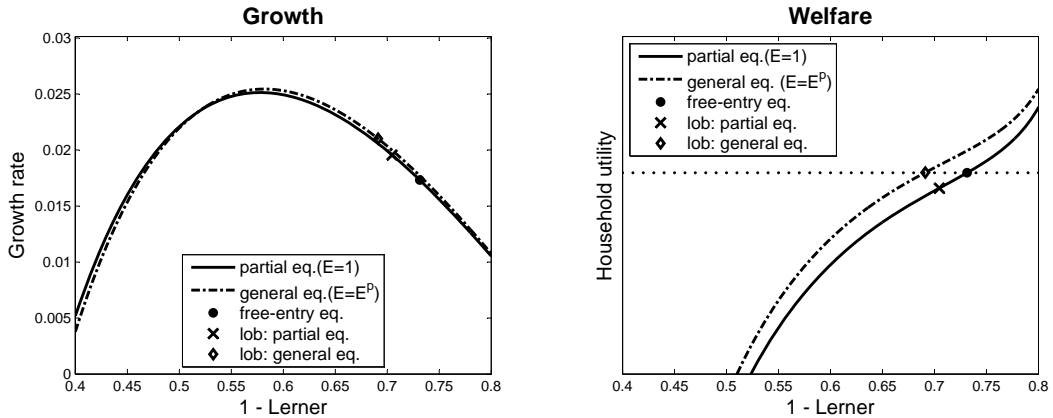 Growth
Growth rate
0.03
0.025
0.02
0.015
0.01
0.005
0
partial eq.(E=1)
general eq.(E=E^p)
free-entry eq.
lob: partial eq.
lob: general eq.
0.4 0.45 0.5 0.55 0.6 0.65 0.7 0.75 0.8
1 - Lerner
Welfare
Household utility
partial eq.(E=1)
general eq. (E=E^p)
free-entry eq.
lob: partial eq.
lob: general eq.
0.4 0.45 0.5 0.55 0.6 0.65 0.7 0.75 0.8
1 - Lerner